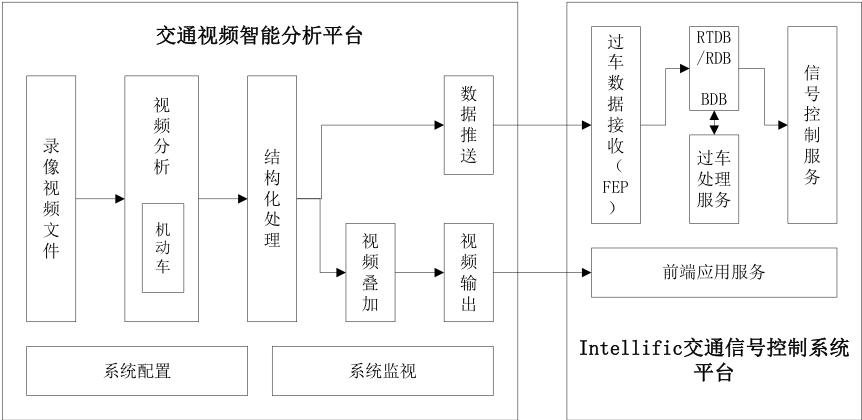 交通视频智能分析平台
录像视频文件
视频分析
机动车
结构化处理
数据推送
视频叠加
视频输出
系统配置
系统监视
过车数据接收(FEP)
RTDB
/RDB
BDB
过车
处理
服务
信号控制服务
前端应用服务
Intellific交通信号控制系统
平台